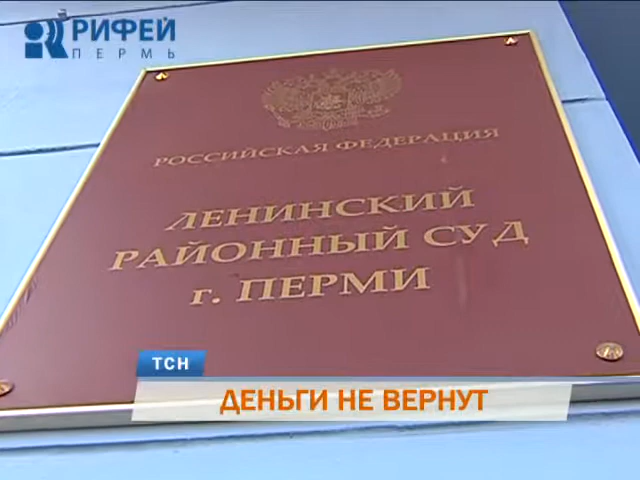 РИФЕЙ
ПЕРМЬ
РОССИЙСКАЯ ФЕДЕРАЦИЯ
ЛЕНИНСКИЙ
РАЙОННЫЙ СУД
г. ПЕРМИ
ТСН
ДЕНЬГИ НЕ ВЕРНУТ